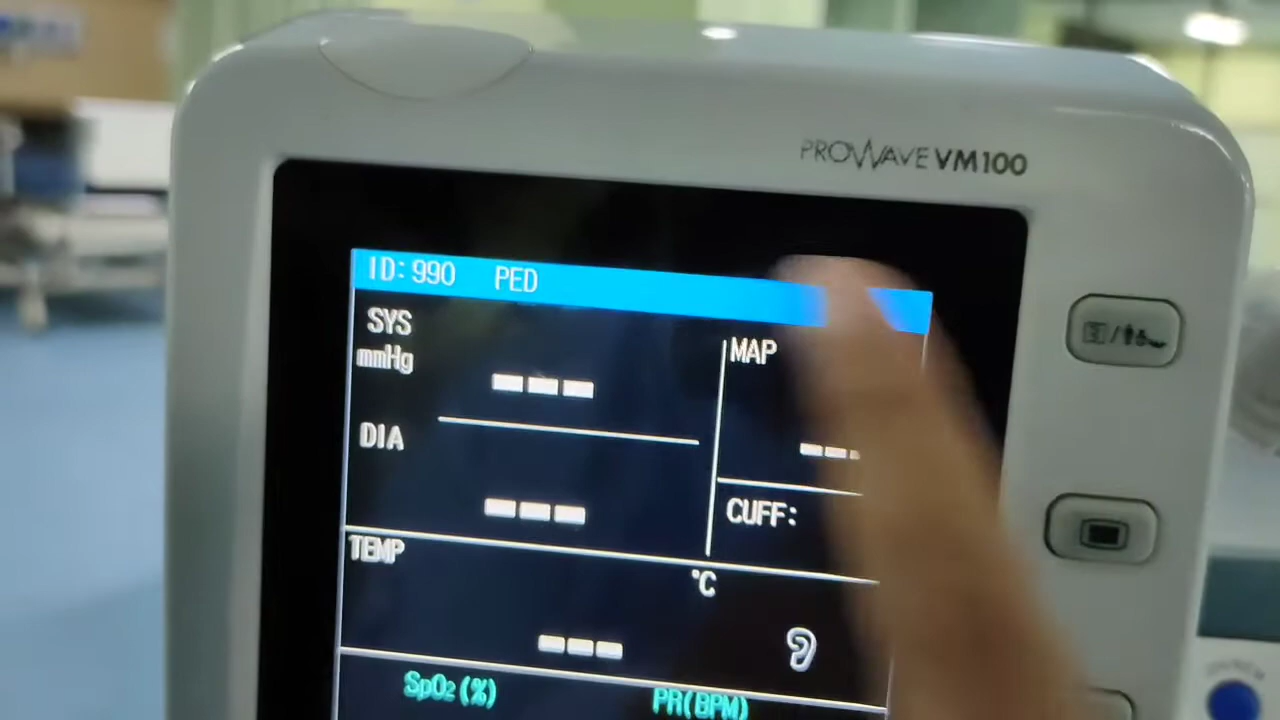 PROWAVE VM100
ID: 990 PED
SYS
mmHg
---
MAP
---
DIA
---
CUFF:
TEMP
°C
---
SpO₂(%) PR(BPM)